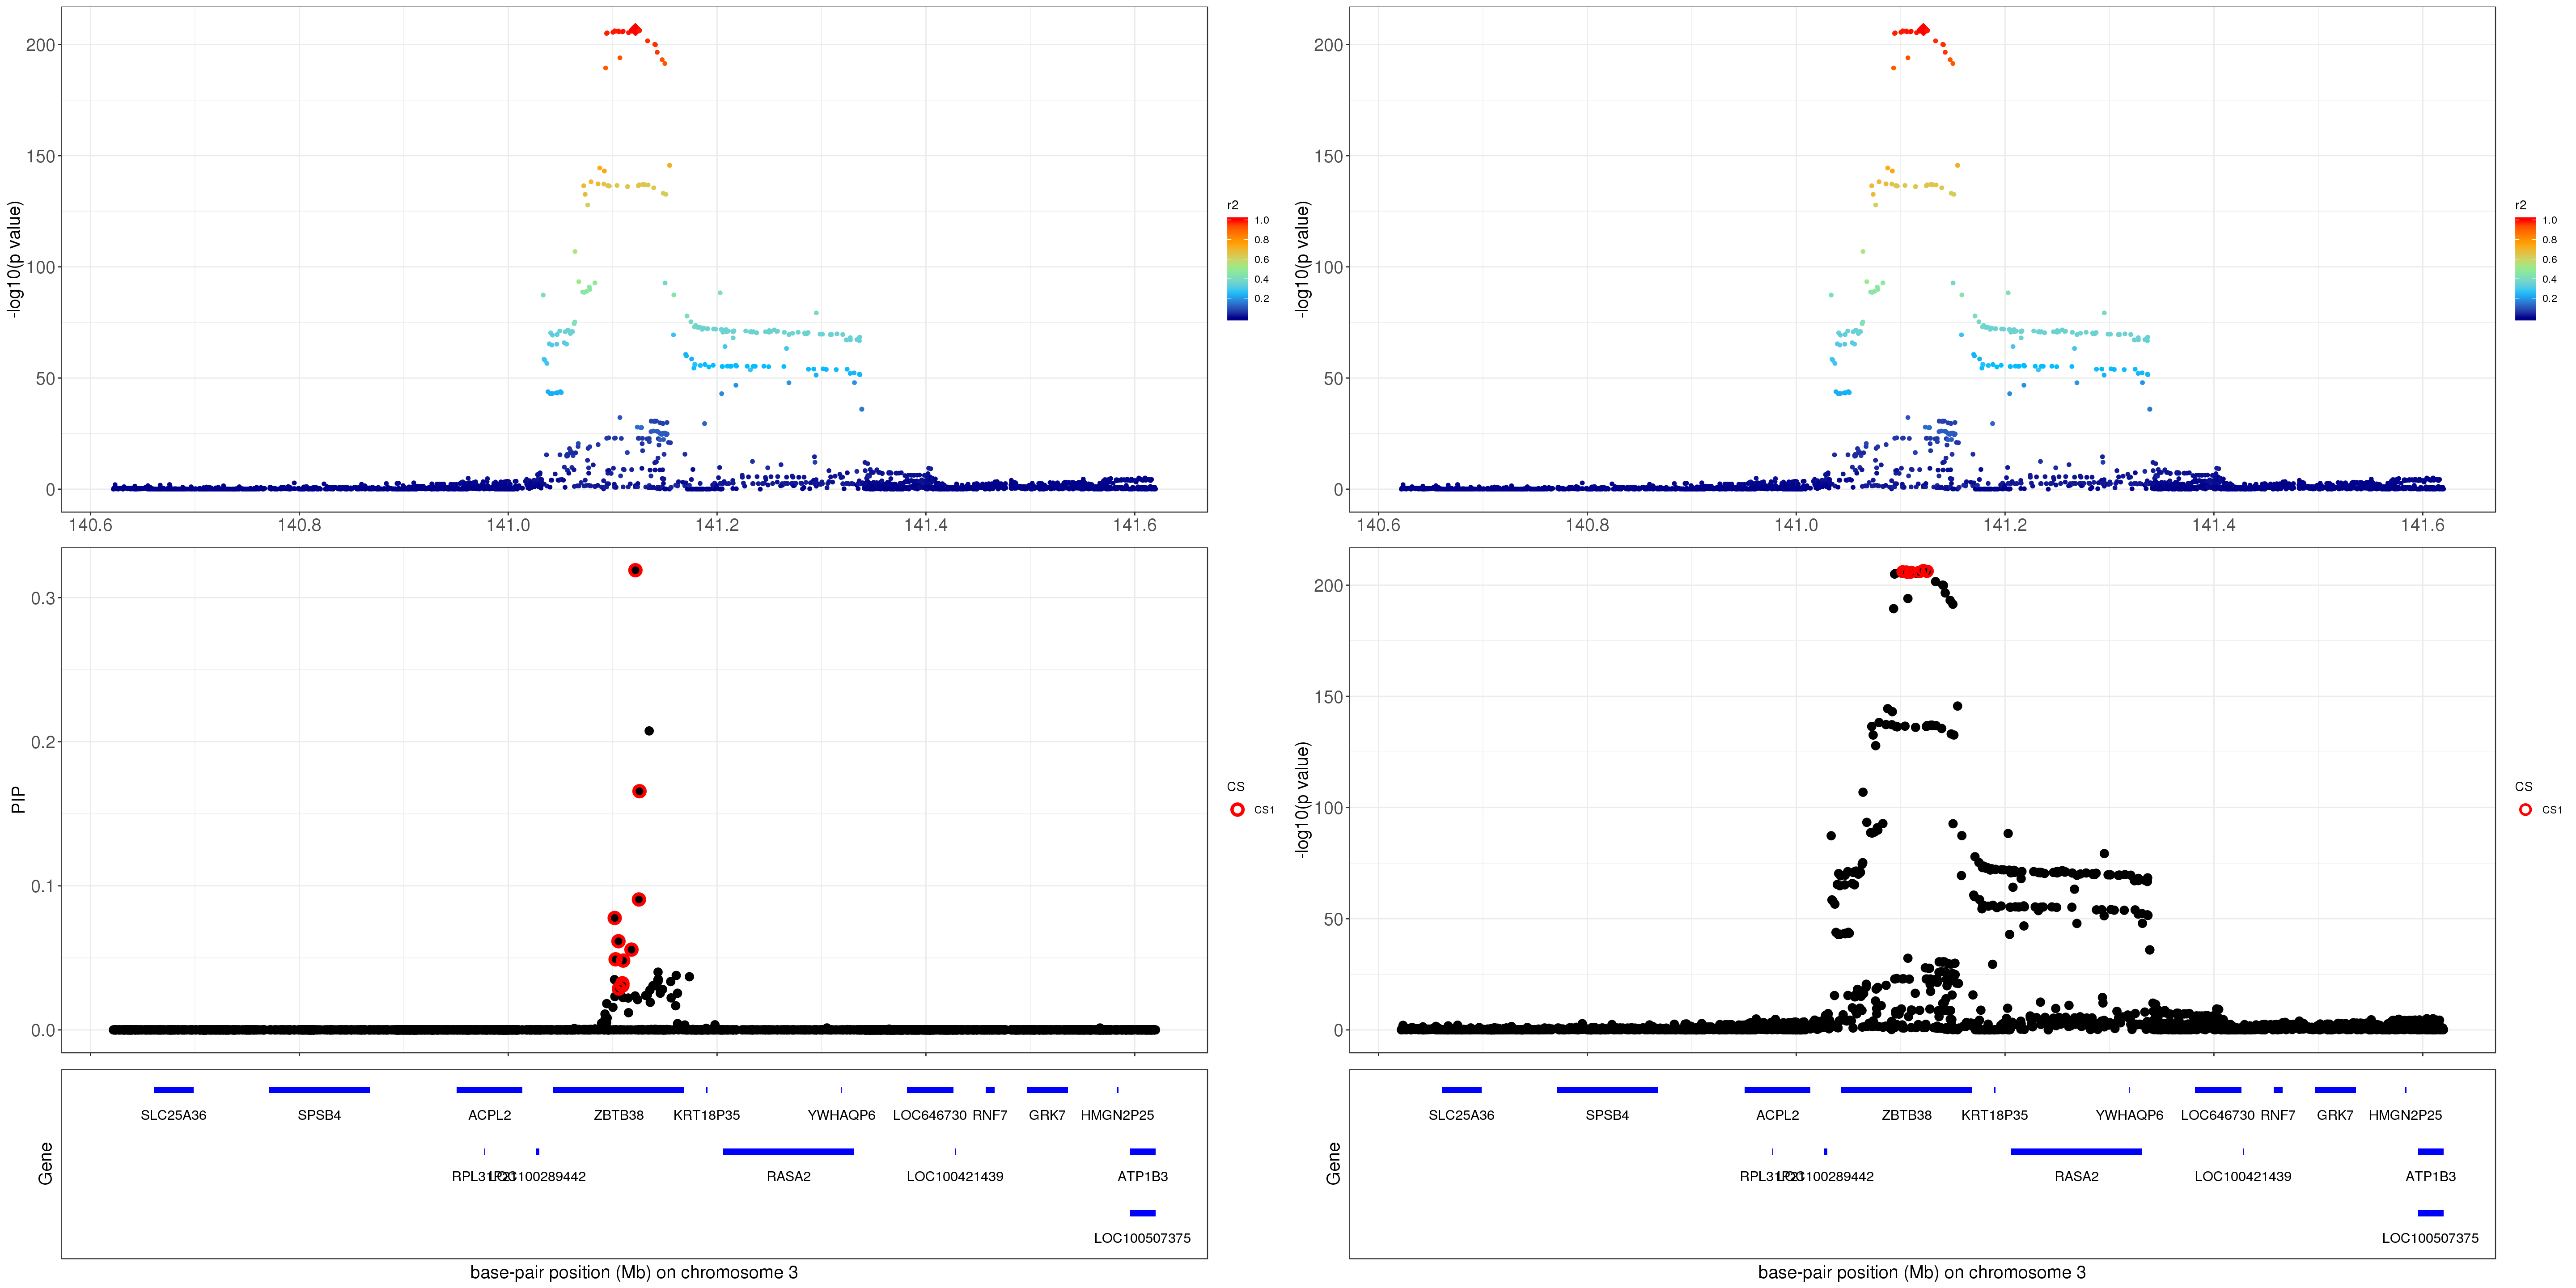 -log10(p value)
200
150
100
50
0
140.6 140.8 141.0 141.2 141.4 141.6
r2
1.0
0.8
0.6
0.4
0.2
-log10(p value)
200
150
100
50
0
140.6 140.8 141.0 141.2 141.4 141.6
r2
1.0
0.8
0.6
0.4
0.2
PIP
0.3
0.2
0.1
0.0
CS
CS1
-log10(p value)
200
150
100
50
0
CS
CS1
Gene
SLC25A36 SPSB4 ACPL2 ZBTB38 KRT18P35 YWHAQP6 LOC646730 RNF7 GRK7 HMGN2P25
LOC100289442 RASA2 LOC100421439 ATP1B3
LOC100507375
base-pair position (Mb) on chromosome 3
Gene
SLC25A36 SPSB4 ACPL2 ZBTB38 KRT18P35 YWHAQP6 LOC646730 RNF7 GRK7 HMGN2P25
LOC100289442 RASA2 LOC100421439 ATP1B3
LOC100507375
base-pair position (Mb) on chromosome 3